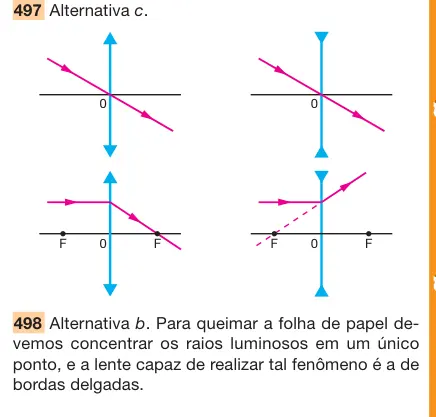 497 Alternativa c.
0
0
F
0
F
F
0
F
498 Alternativa b. Para queimar a folha de papel de-
vemos concentrar os raios luminosos em um único
ponto, e a lente capaz de realizar tal fenômeno é a de
bordas delgadas.